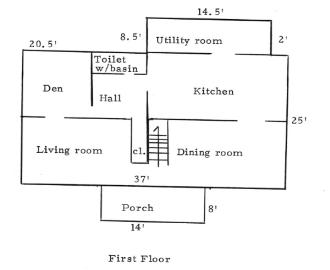 14.5'
8.5'
Utility room
2'
20.5'
Toilet
w/basin
Den
Hall
Kitchen
25'
Living room
cl.
Dining room
37'
Porch
8'
14'
First Floor